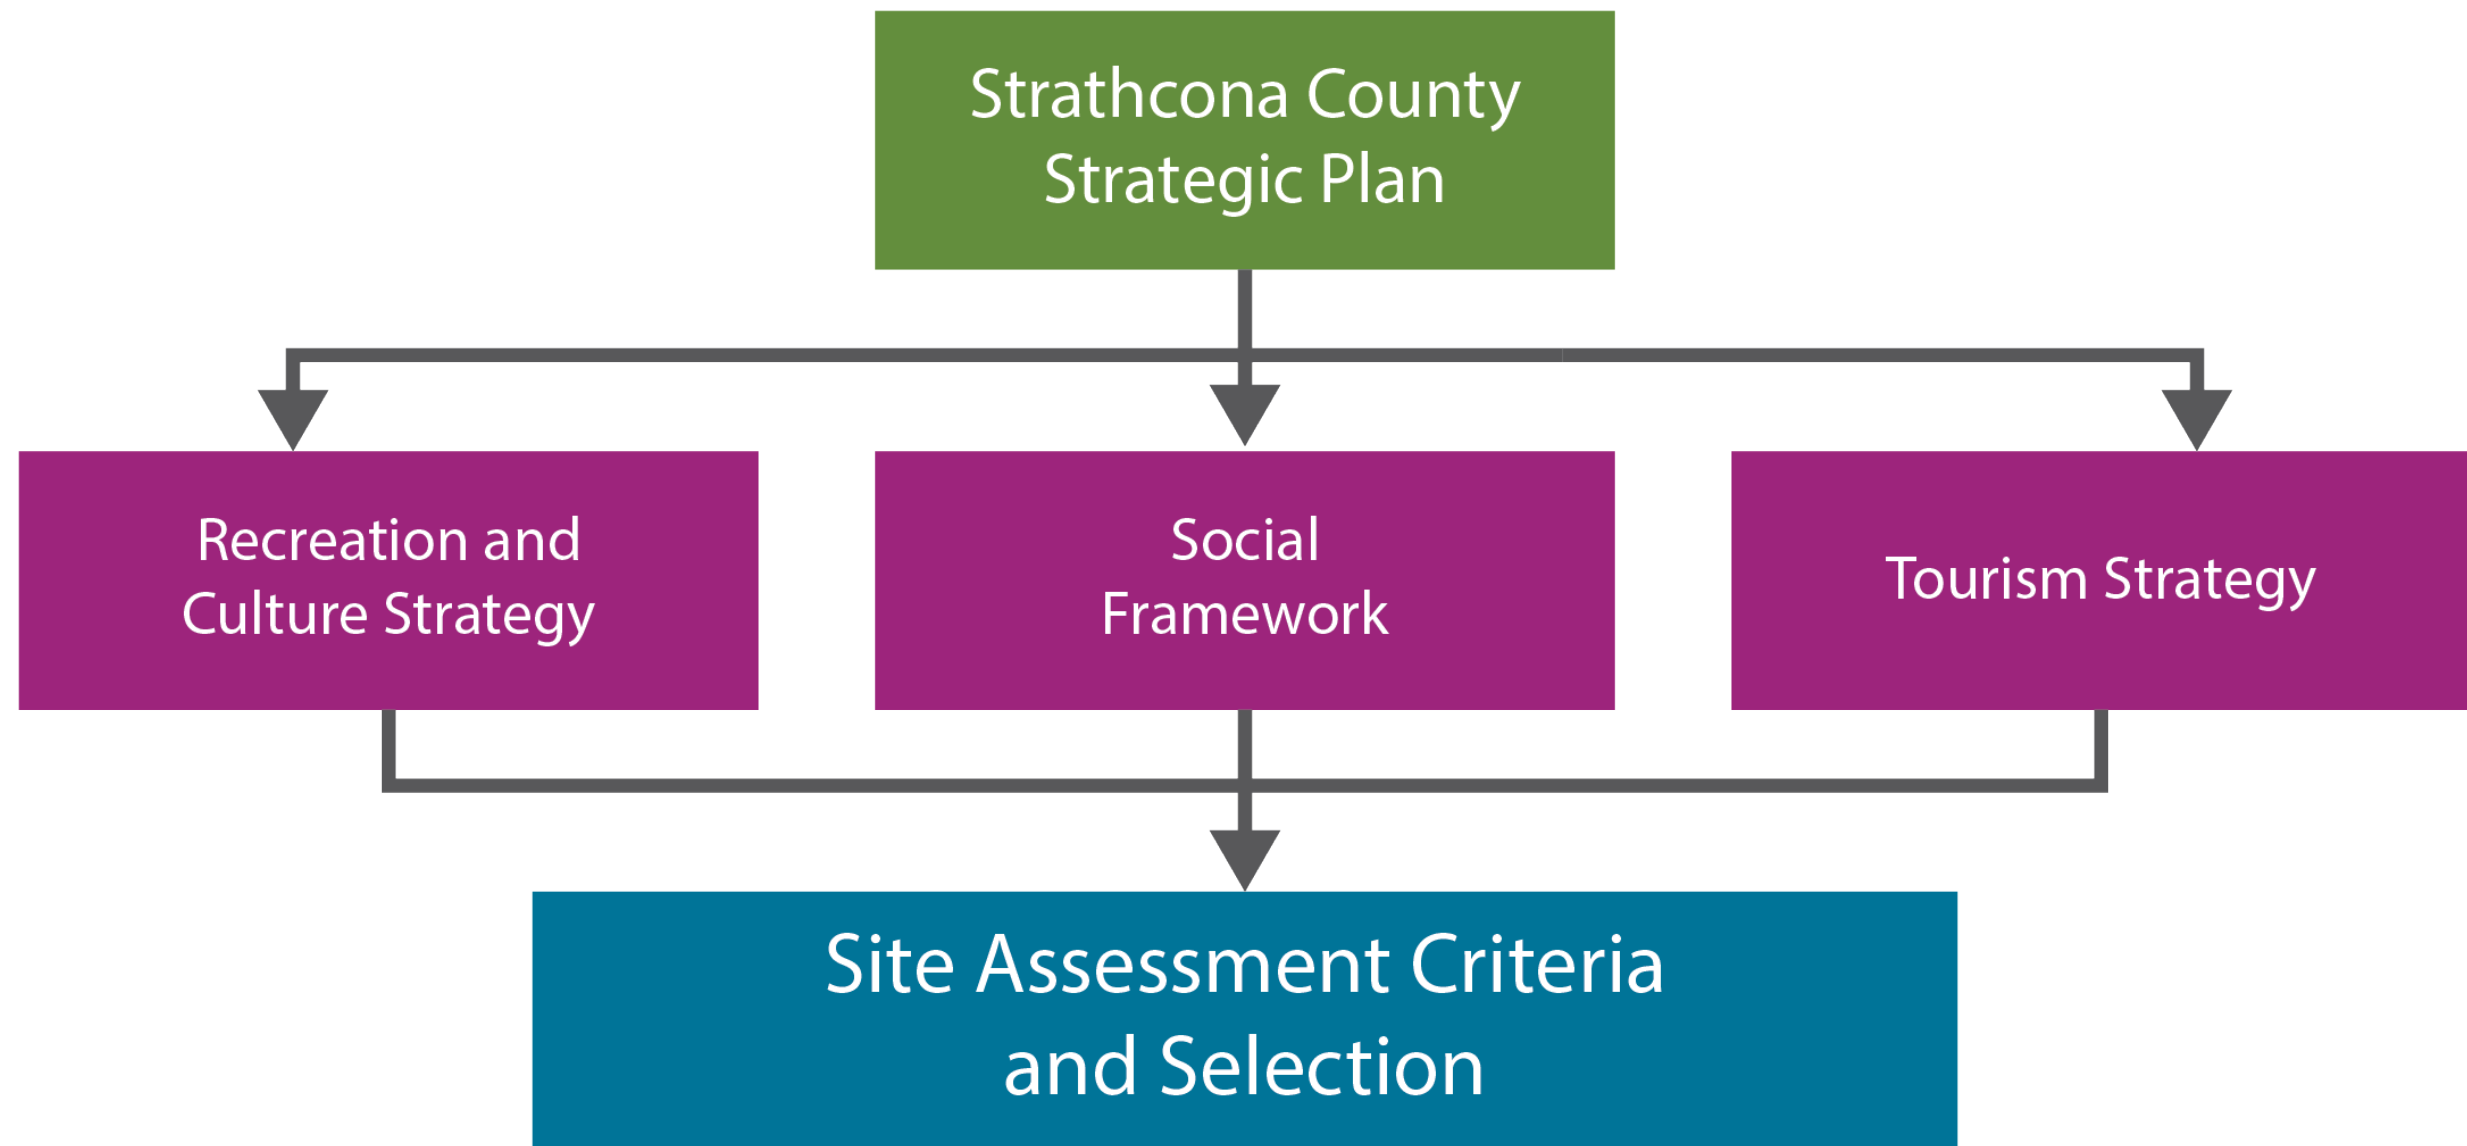 Strathcona County
Strategic Plan
Recreation and
Culture Strategy
Social
Framework
Tourism Strategy
Site Assessment Criteria
and Selection